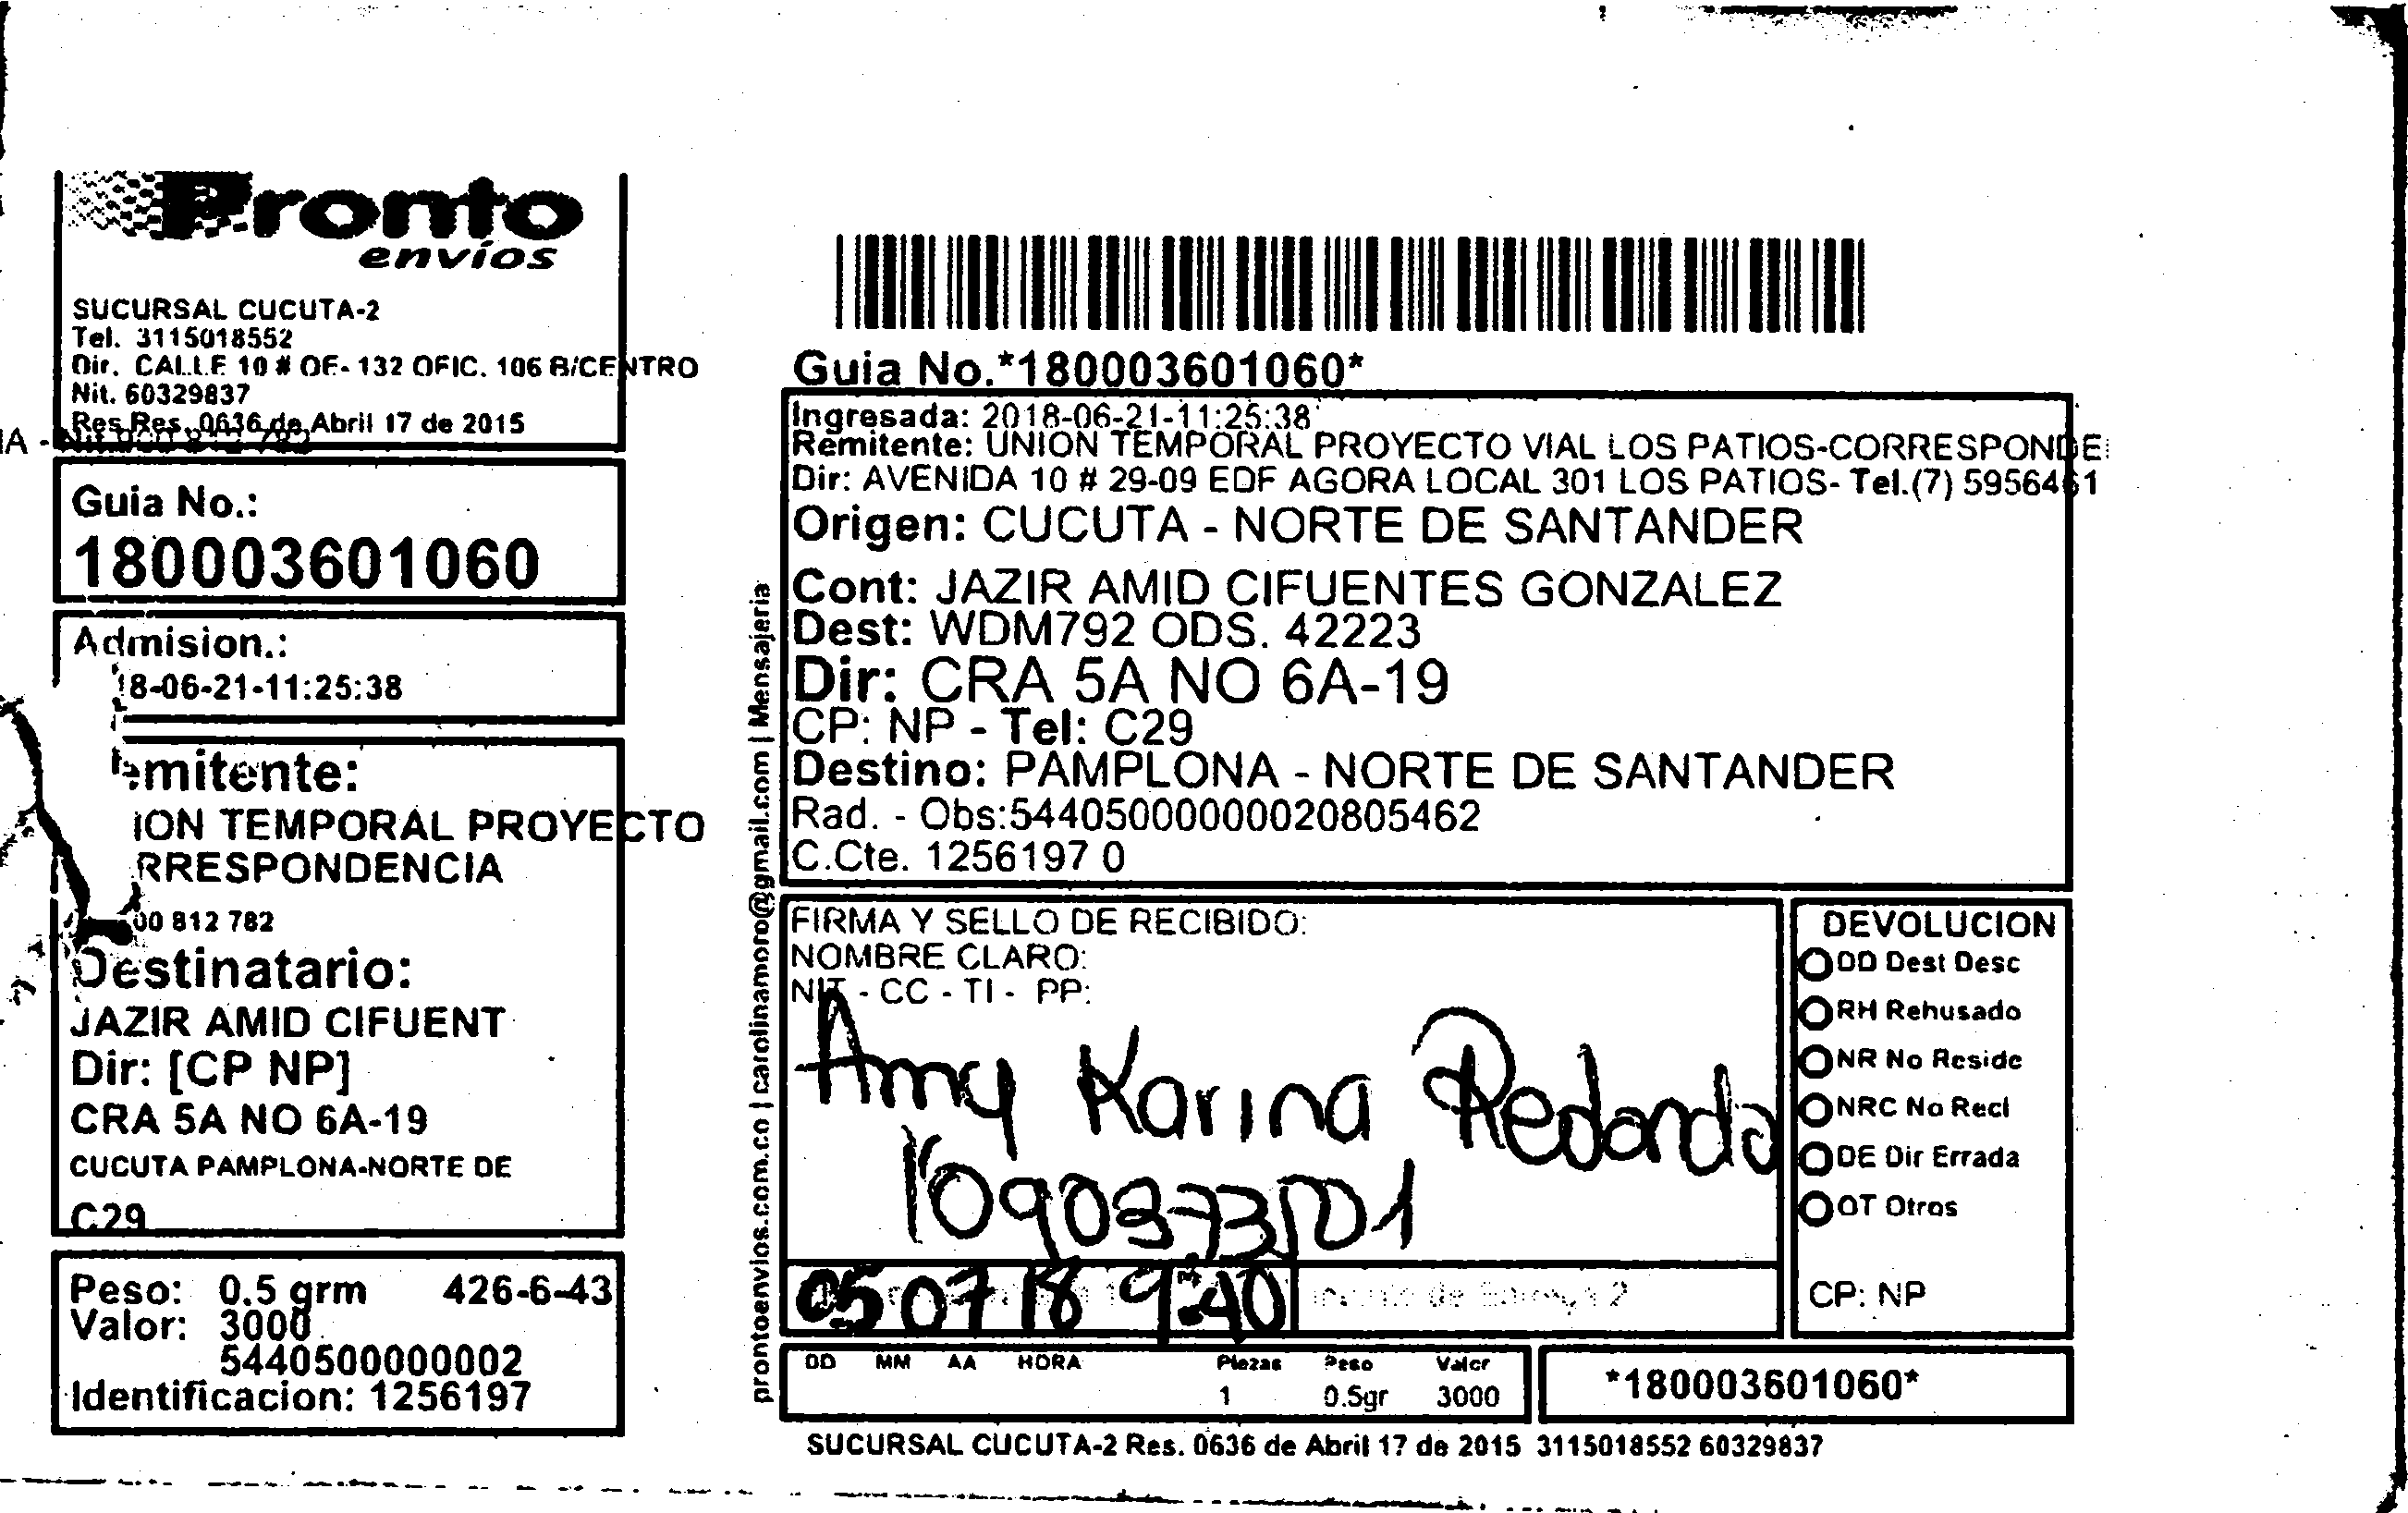 Pronto
envíos
SUCURSAL CUCUTA-2
Tel. 3115018552
Dir. CALLE 10 # OE-132 OFIC. 106 B/CENTRO
Nit. 60329837
Res Res. 0636 de Abril 17 de 2015
IA - Nit 900 812 782
Guia No.:
180003601060
Admision.:
18-06-21-11:25:38
emitente:
ION TEMPORAL PROYECTO
RRESPONDENCIA
00 812 782
Destinatario:
JAZIR AMID CIFUENT
Dir: [CP NP]
CRA 5A NO 6A-19
CUCUTA PAMPLONA-NORTE DE
C29
Peso: 0.5 grm 426-6-43
Valor: 3000
5440500000002
Identificacion: 1256197
prontoenvios.com.co | carolinamoro@gmail.com | Mensajeria
Guia No.*180003601060*
Ingresada: 2018-06-21-11:25:38
Remitente: UNION TEMPORAL PROYECTO VIAL LOS PATIOS-CORRESPONDE
Dir: AVENIDA 10 # 29-09 EDF AGORA LOCAL 301 LOS PATIOS- Tel.(7) 5956461
Origen: CUCUTA - NORTE DE SANTANDER
Cont: JAZIR AMID CIFUENTES GONZALEZ
Dest: WDM792 ODS. 42223
Dir: CRA 5A NO 6A-19
CP: NP - Tel: C29
Destino: PAMPLONA - NORTE DE SANTANDER
Rad. - Obs:544050000000020805462
C.Cte. 1256197 0
FIRMA Y SELLO DE RECIBIDO:
NOMBRE CLARO:
NIT - CC - TI - PP:
Amy Karina Redondo
1090373501
05 07 18 9:40
DEVOLUCION
DD Dest Desc
RH Rehusado
NR No Reside
NRC No Recl
DE Dir Errada
OT Otros
CP: NP
DD MM AA HORA Piezas Peso Valor
1 0.5gr 3000
*180003601060*
SUCURSAL CUCUTA-2 Res. 0636 de Abril 17 de 2015 3115018552 60329837